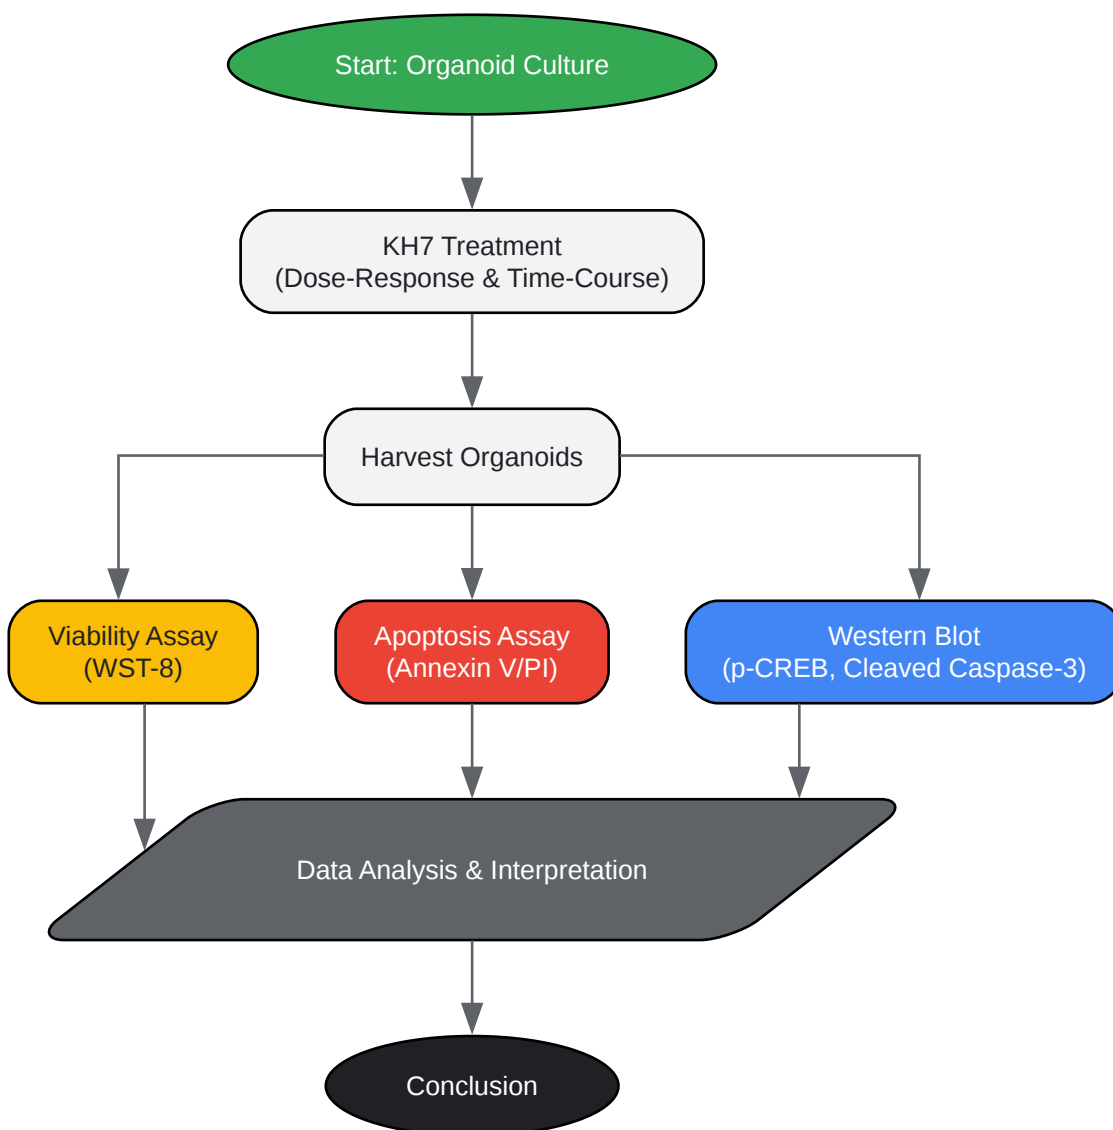 Start: Organoid Culture
KH7 Treatment
(Dose-Response & Time-Course)
Harvest Organoids
Viability Assay
(WST-8)
Apoptosis Assay
(Annexin V/PI)
Western Blot
(p-CREB, Cleaved Caspase-3)
Data Analysis & Interpretation
Conclusion